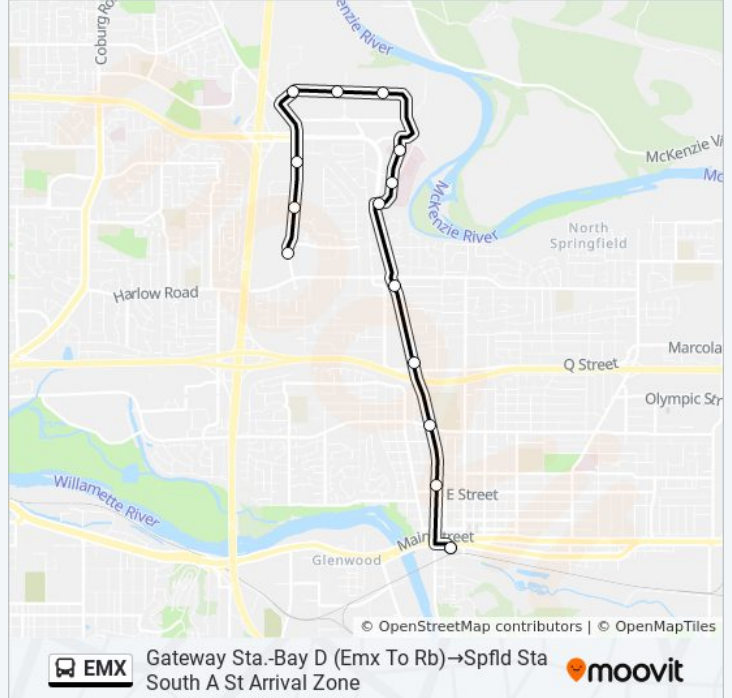 Coburg Ro
McKenzie River
McKenzie Vi
Mc
McKenzie River
North
Springfield
Harlow Road
Marcola
Q Street
Olympic Str
Willamette River
E Street
Main Street
Glenwood
© OpenStreetMap contributors | © OpenMapTiles
EMX
Gateway Sta.-Bay D (Emx To Rb)→Spfld Sta
South A St Arrival Zone
moovit